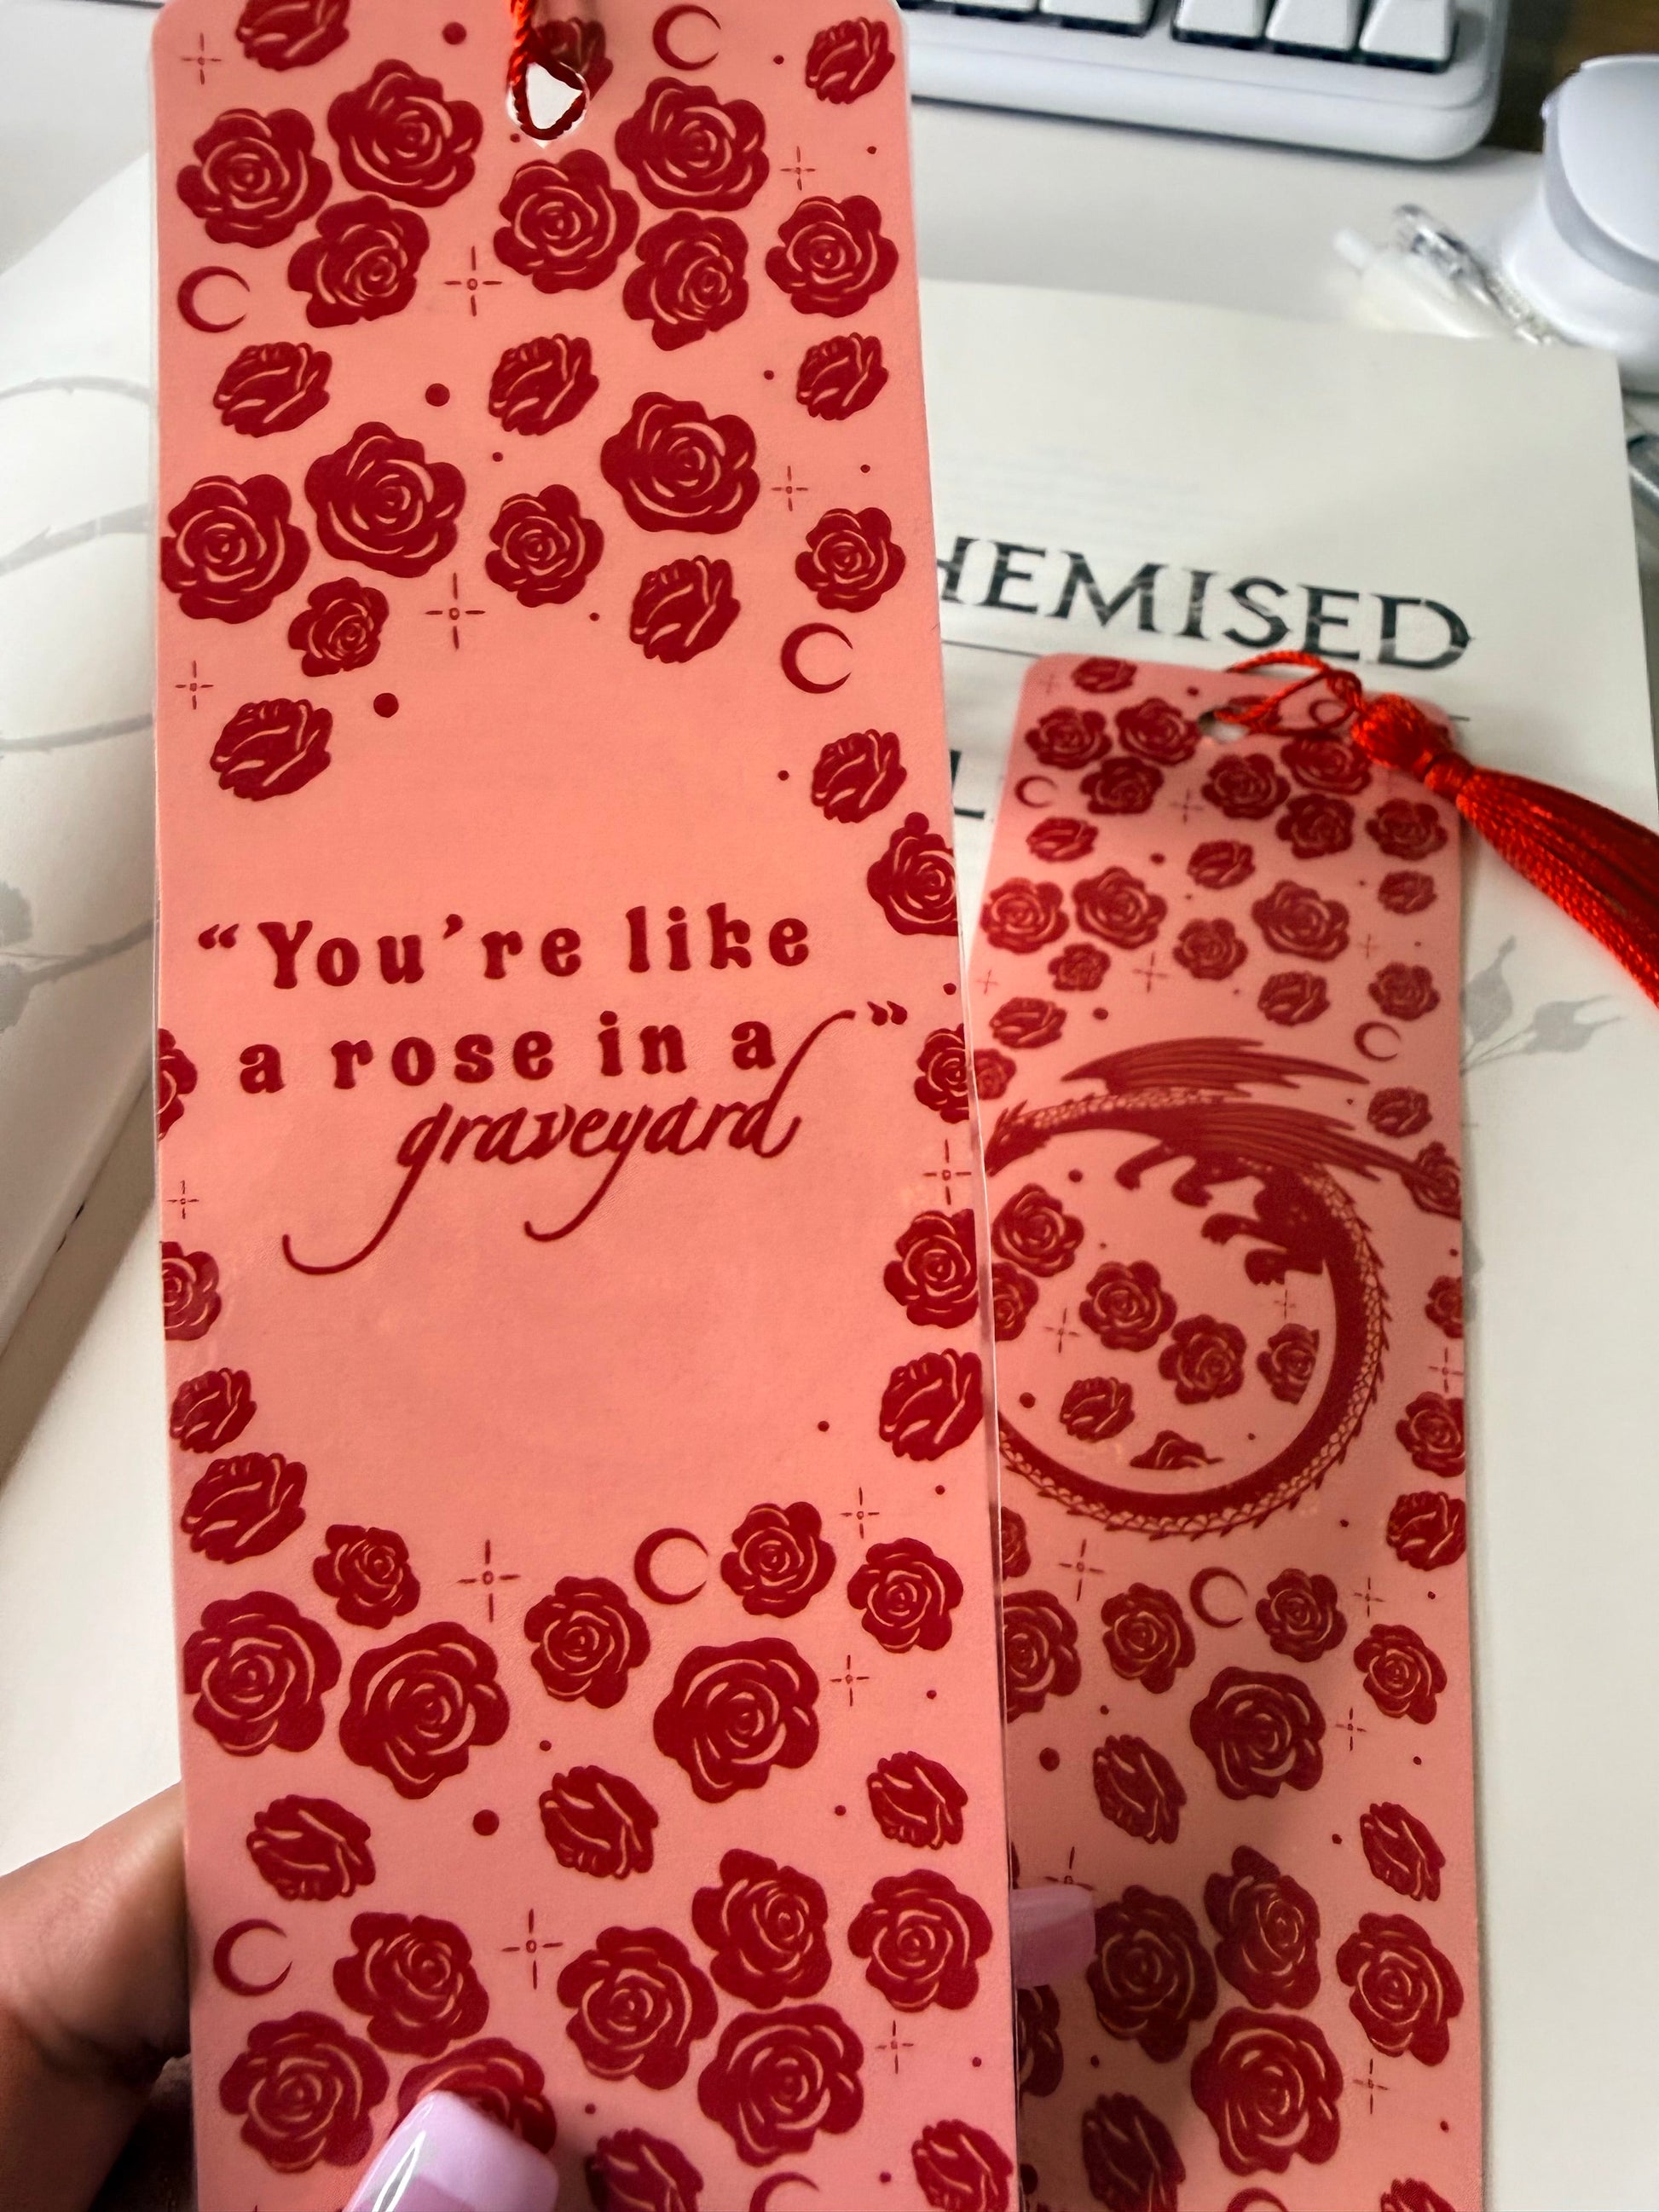 “You’re like
a rose in a”
graveyard
HEMISED
L